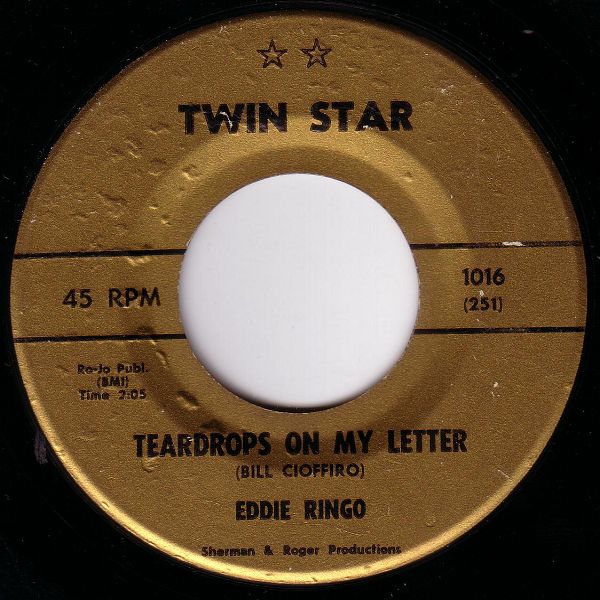 TWIN STAR
45 RPM
1016
(251)
Ro-Jo Publ.
(BMI)
Time 2:05
TEARDROPS ON MY LETTER
(BILL CIOFFIRO)
EDDIE RINGO
Sherman & Roger Productions